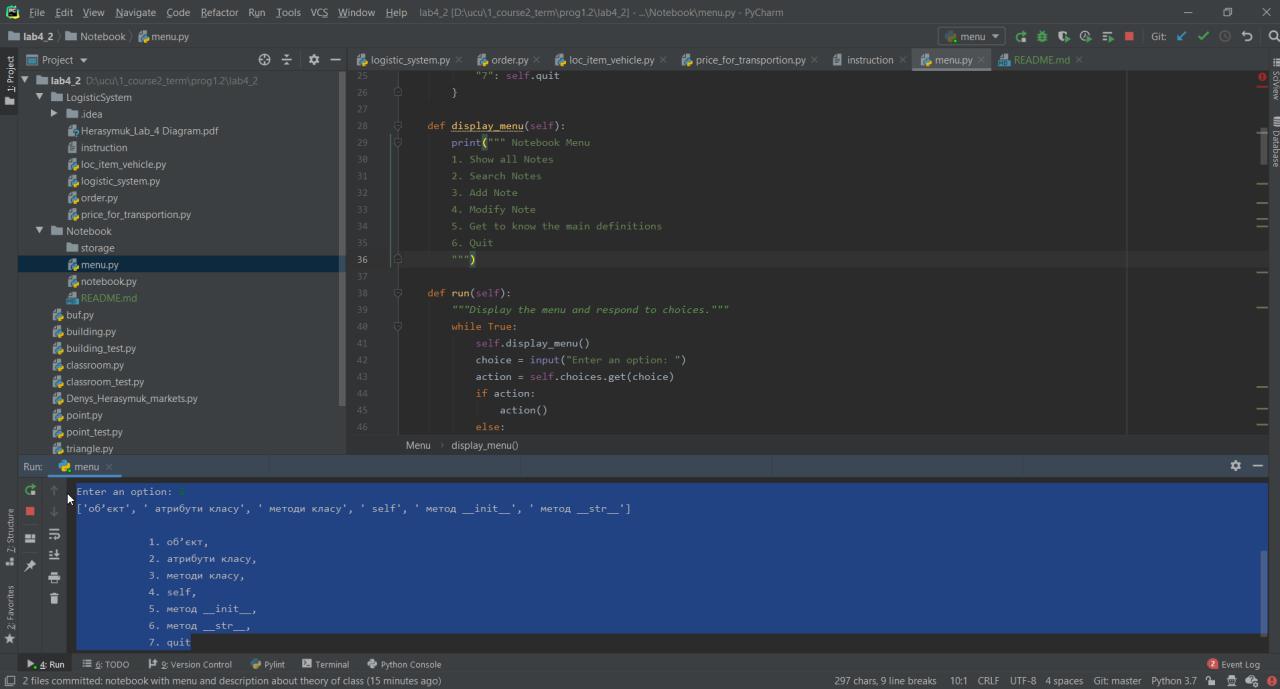 File Edit View Navigate Code Refactor Run Tools VCS Window Help lab4_2 [D:\ucu\1_course2_term\prog1.2\lab4_2] - ...\Notebook\menu.py - PyCharm
lab4_2 Notebook menu.py menu Git:
Project
logistic_system.py order.py loc_item_vehicle.py price_for_transportion.py instruction menu.py README.md
1: Project
lab4_2 D:\ucu\1_course2_term\prog1.2\lab4_2
LogisticSystem
.idea
Herasymuk_Lab_4 Diagram.pdf
instruction
loc_item_vehicle.py
logistic_system.py
order.py
price_for_transportion.py
Notebook
storage
menu.py
notebook.py
README.md
buf.py
building.py
building_test.py
classroom.py
classroom_test.py
Denys_Herasymuk_markets.py
point.py
point_test.py
triangle.py
25 "7": self.quit
26 }
27
28 def display_menu(self):
29 print(""" Notebook Menu
30 1. Show all Notes
31 2. Search Notes
32 3. Add Note
33 4. Modify Note
34 5. Get to know the main definitions
35 6. Quit
36 """)
37
38 def run(self):
39 """Display the menu and respond to choices."""
40 while True:
41 self.display_menu()
42 choice = input("Enter an option: ")
43 action = self.choices.get(choice)
44 if action:
45 action()
46 else:
Menu display_menu()
SciView
Database
Run: menu
Enter an option:
['об’єкт', ' атрибути класу', ' методи класу', ' self', ' метод __init__', ' метод __str__']
1. об’єкт,
2. атрибути класу,
3. методи класу,
4. self,
5. метод __init__,
6. метод __str__,
7. quit
7: Structure
2: Favorites
4: Run 6: TODO 9: Version Control Pylint Terminal Python Console 2 Event Log
2 files committed: notebook with menu and description about theory of class (15 minutes ago) 297 chars, 9 line breaks 10:1 CRLF UTF-8 4 spaces Git: master Python 3.7